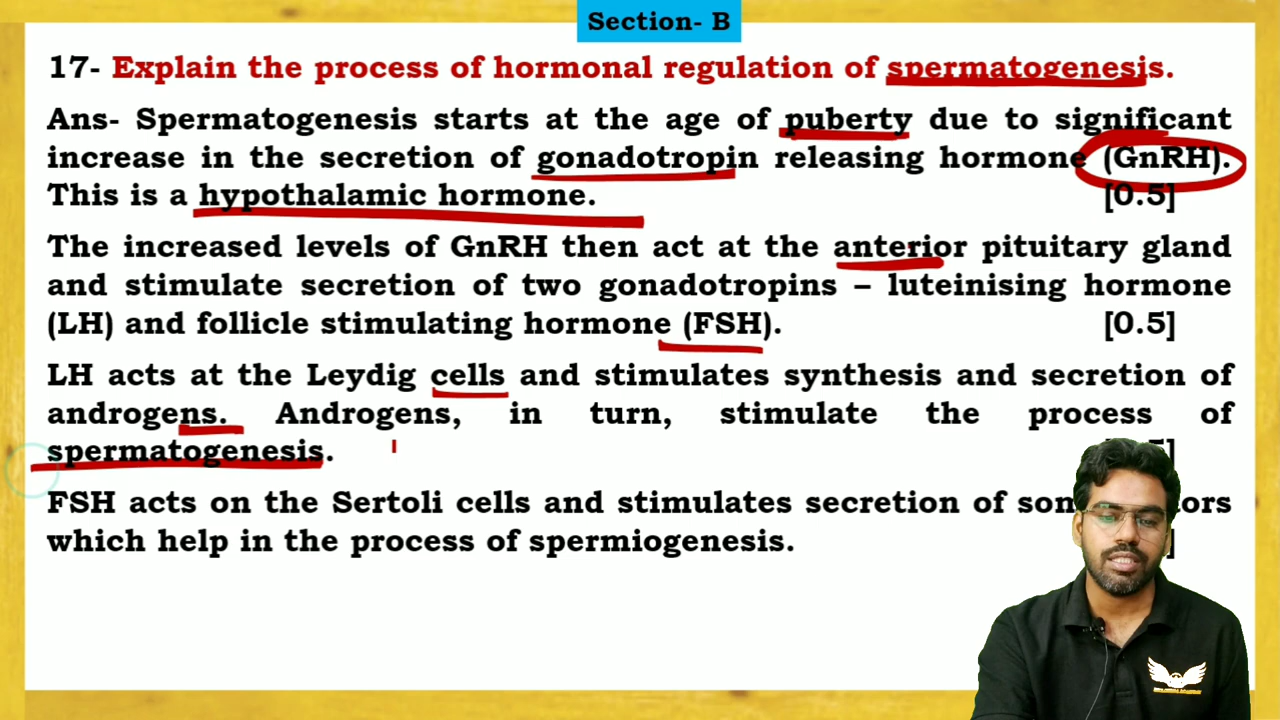 Section- B
17- Explain the process of hormonal regulation of spermatogenesis.
Ans- Spermatogenesis starts at the age of puberty due to significant
increase in the secretion of gonadotropin releasing hormone (GnRH).
This is a hypothalamic hormone. [0.5]
The increased levels of GnRH then act at the anterior pituitary gland
and stimulate secretion of two gonadotropins – luteinising hormone
(LH) and follicle stimulating hormone (FSH). [0.5]
LH acts at the Leydig cells and stimulates synthesis and secretion of
androgens. Androgens, in turn, stimulate the process of
spermatogenesis.
FSH acts on the Sertoli cells and stimulates secretion of
which help in the process of spermiogenesis.